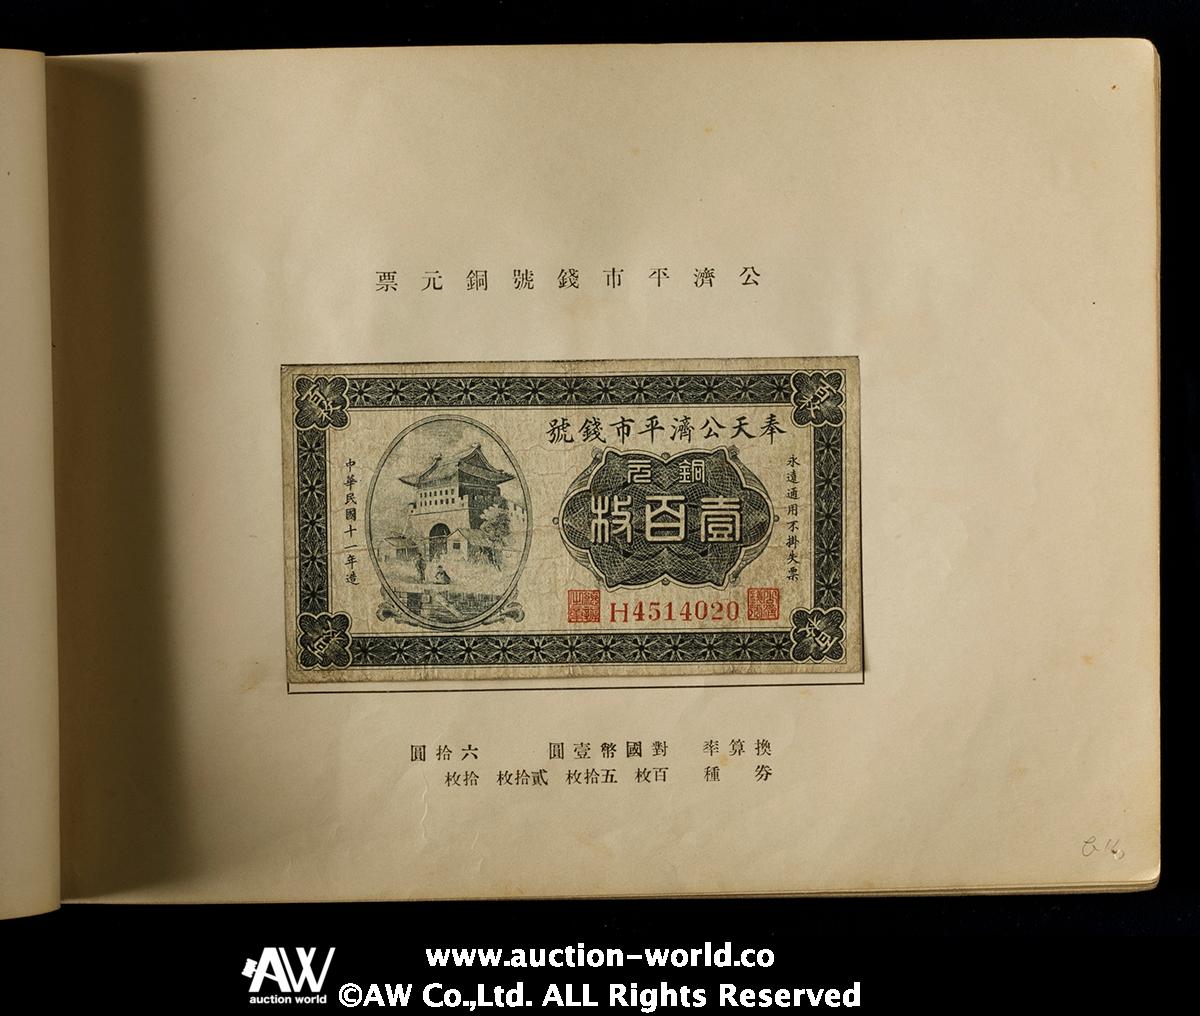 公濟平市錢號銅元票
奉天公濟平市錢號
銅元
壹百枚
永遠通用不掛失票
中華民國十一年造
H4514020
換算率 對國幣壹圓 六拾圓
券種 百枚 五拾枚 貳拾枚 拾枚
AW
auction world
www.auction-world.co
©AW Co.,Ltd. ALL Rights Reserved